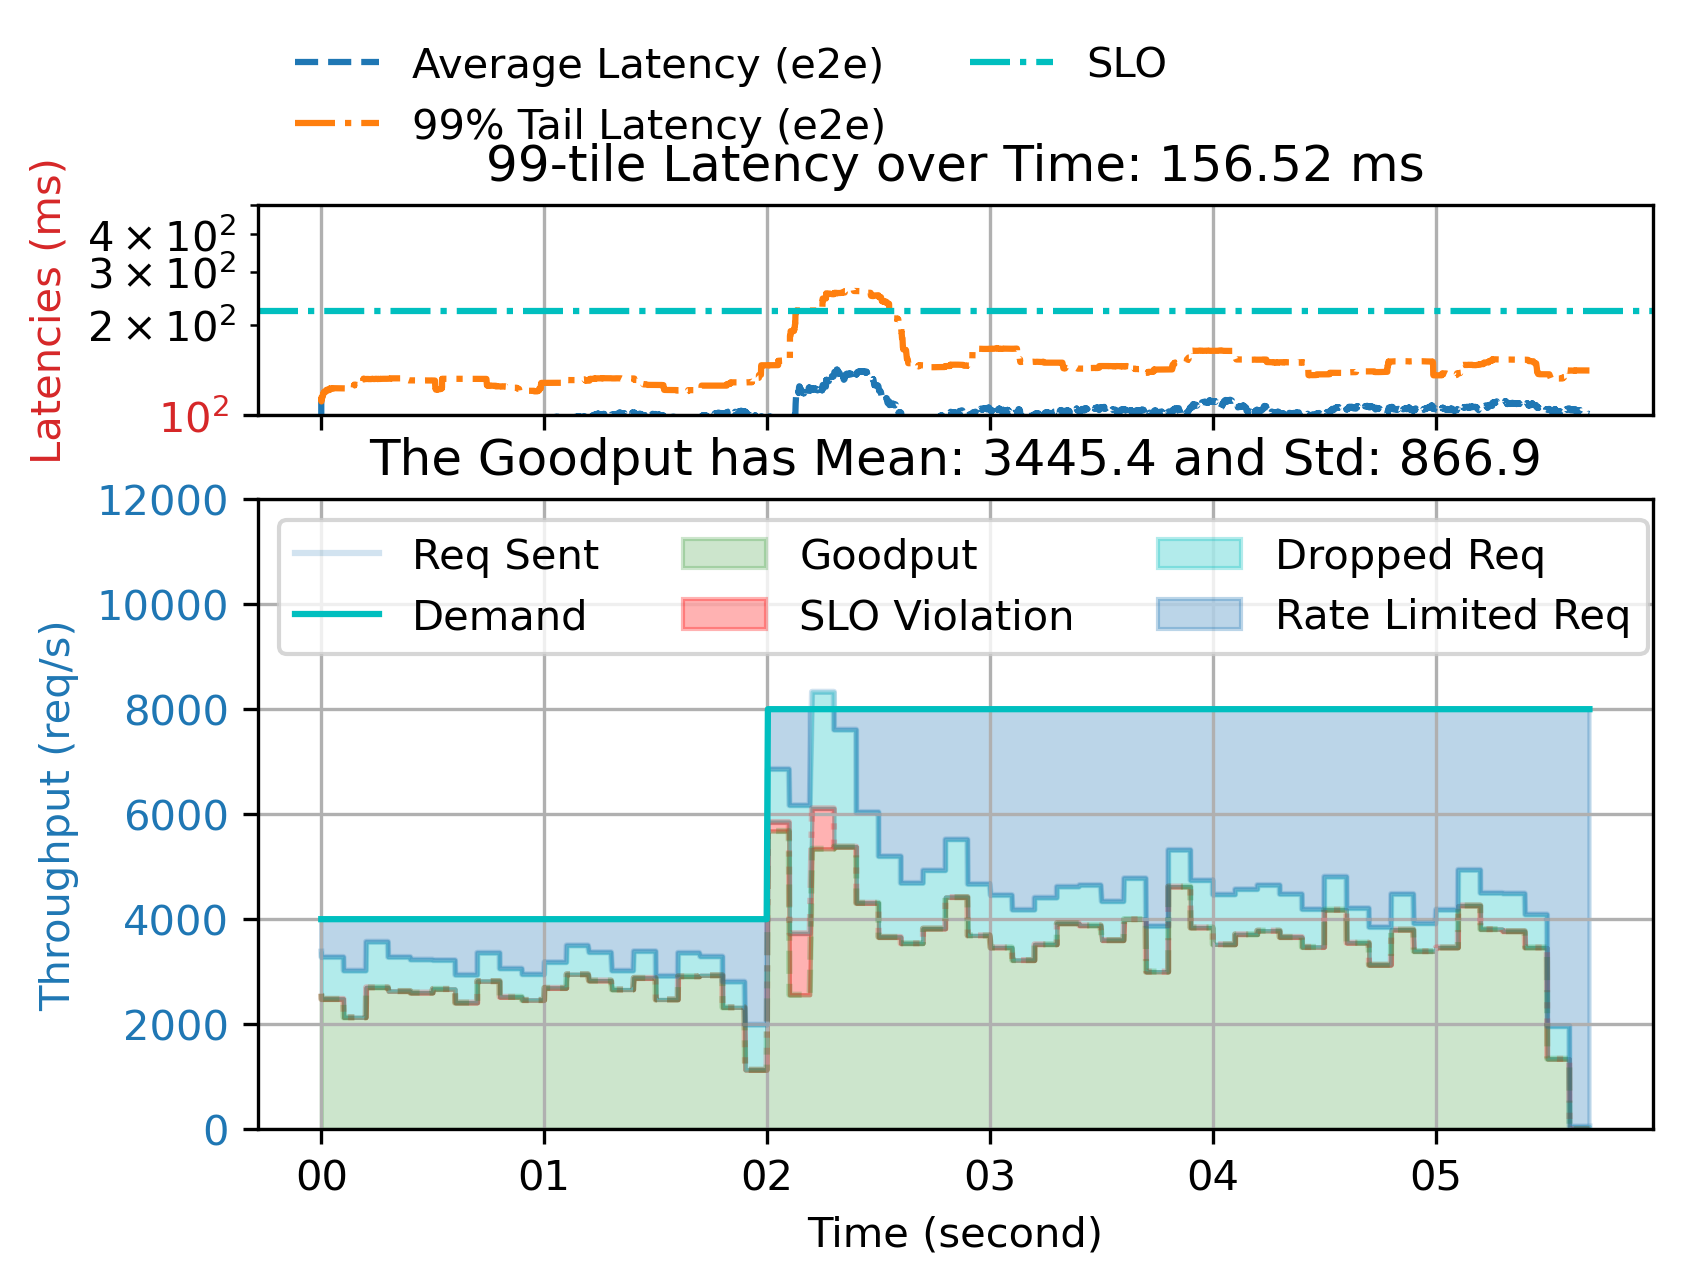 Average Latency (e2e)
SLO
99% Tail Latency (e2e)
99-tile Latency over Time: 156.52 ms
Latencies (ms)
4 × 10²
3 × 10²
2 × 10²
10²
The Goodput has Mean: 3445.4 and Std: 866.9
Throughput (req/s)
12000
10000
8000
6000
4000
2000
0
Req Sent
Goodput
Dropped Req
Demand
SLO Violation
Rate Limited Req
00 01 02 03 04 05
Time (second)